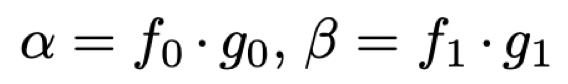 α = f₀ · g₀, β = f₁ · g₁